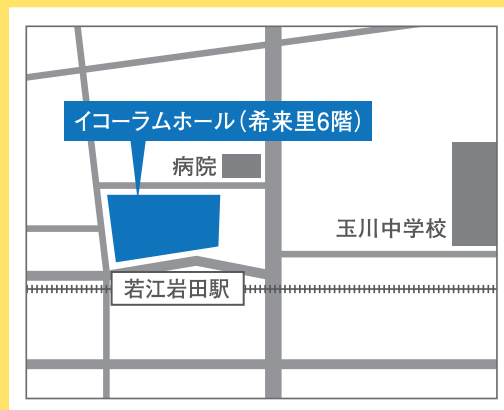 イコーラムホール（希来里6階）
病院
玉川中学校
若江岩田駅